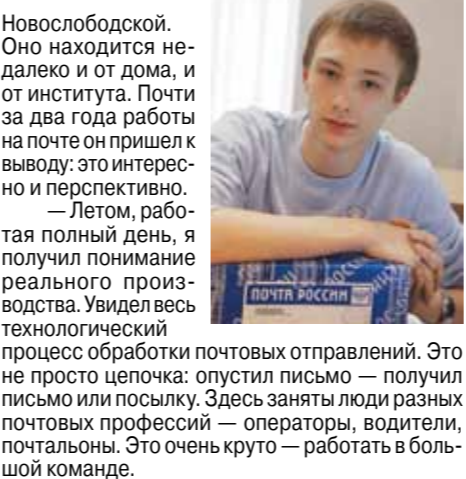 Новослободской.
Оно находится не-
далеко и от дома, и
от института. Почти
за два года работы
на почте он пришел к
выводу: это интерес-
но и перспективно.
— Летом, рабо-
тая полный день, я
получил понимание
реального произ-
водства. Увидел весь
технологический
процесс обработки почтовых отправлений. Это
не просто цепочка: опустил письмо — получил
письмо или посылку. Здесь заняты люди разных
почтовых профессий — операторы, водители,
почтальоны. Это очень круто — работать в боль-
шой команде.
ПОЧТА РОССИИ